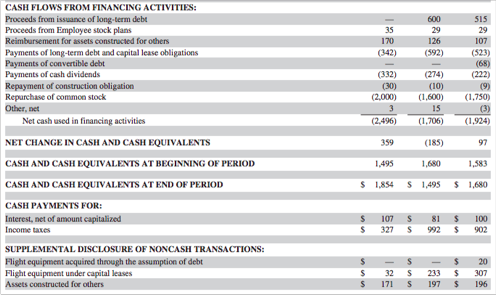 CASH FLOWS FROM FINANCING ACTIVITIES:
Proceeds from issuance of long-term debt — 600 515
Proceeds from Employee stock plans 35 29 29
Reimbursement for assets constructed for others 170 126 107
Payments of long-term debt and capital lease obligations (342) (592) (523)
Payments of convertible debt — — (68)
Payments of cash dividends (332) (274) (222)
Repayment of construction obligation (30) (10) (9)
Repurchase of common stock (2,000) (1,600) (1,750)
Other, net 3 15 (3)
Net cash used in financing activities (2,496) (1,706) (1,924)
NET CHANGE IN CASH AND CASH EQUIVALENTS 359 (185) 97
CASH AND CASH EQUIVALENTS AT BEGINNING OF PERIOD 1,495 1,680 1,583
CASH AND CASH EQUIVALENTS AT END OF PERIOD $ 1,854 $ 1,495 $ 1,680
CASH PAYMENTS FOR:
Interest, net of amount capitalized $ 107 $ 81 $ 100
Income taxes $ 327 $ 992 $ 902
SUPPLEMENTAL DISCLOSURE OF NONCASH TRANSACTIONS:
Flight equipment acquired through the assumption of debt $ — $ — $ 20
Flight equipment under capital leases $ 32 $ 233 $ 307
Assets constructed for others $ 171 $ 197 $ 196